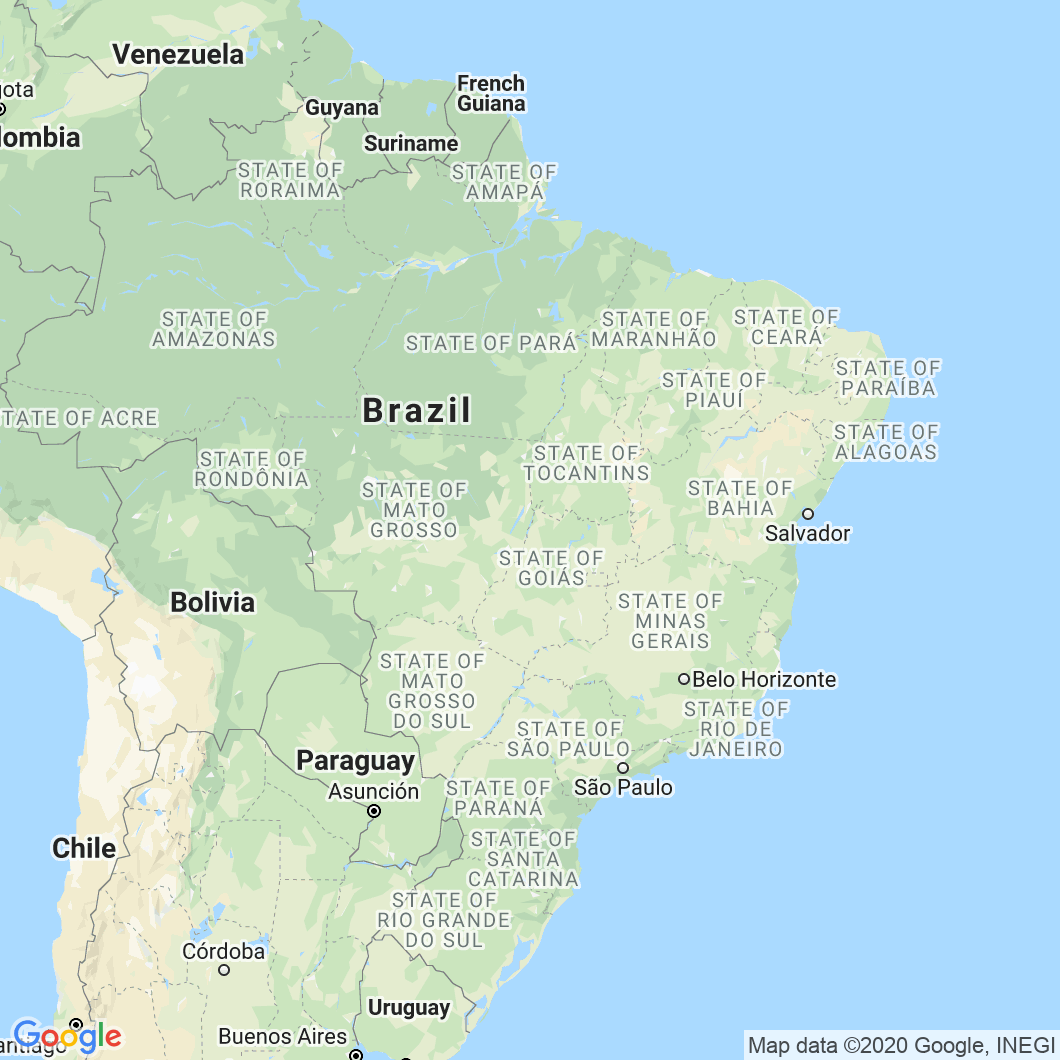 Venezuela
French
Guiana
Guyana
Suriname
gota
lombia
STATE OF
RORAIMA
STATE OF
AMAPÁ
STATE OF
AMAZONAS
STATE OF PARÁ
STATE OF
MARANHÃO
STATE OF
CEARÁ
STATE OF
PIAUÍ
STATE OF
PARAÍBA
Brazil
TATE OF ACRE
STATE OF
ALAGOAS
STATE OF
RONDÔNIA
STATE OF
TOCANTINS
STATE OF
MATO
GROSSO
STATE OF
BAHIA
Salvador
STATE OF
GOIÁS
Bolivia
STATE OF
MINAS
GERAIS
STATE OF
MATO
GROSSO
DO SUL
Belo Horizonte
STATE OF
RIO DE
JANEIRO
STATE OF
SÃO PAULO
São Paulo
Paraguay
Asunción
STATE OF
PARANÁ
Chile
STATE OF
SANTA
CATARINA
STATE OF
RIO GRANDE
DO SUL
Córdoba
Uruguay
Buenos Aires
antiago
Google
Map data ©2020 Google, INEGI